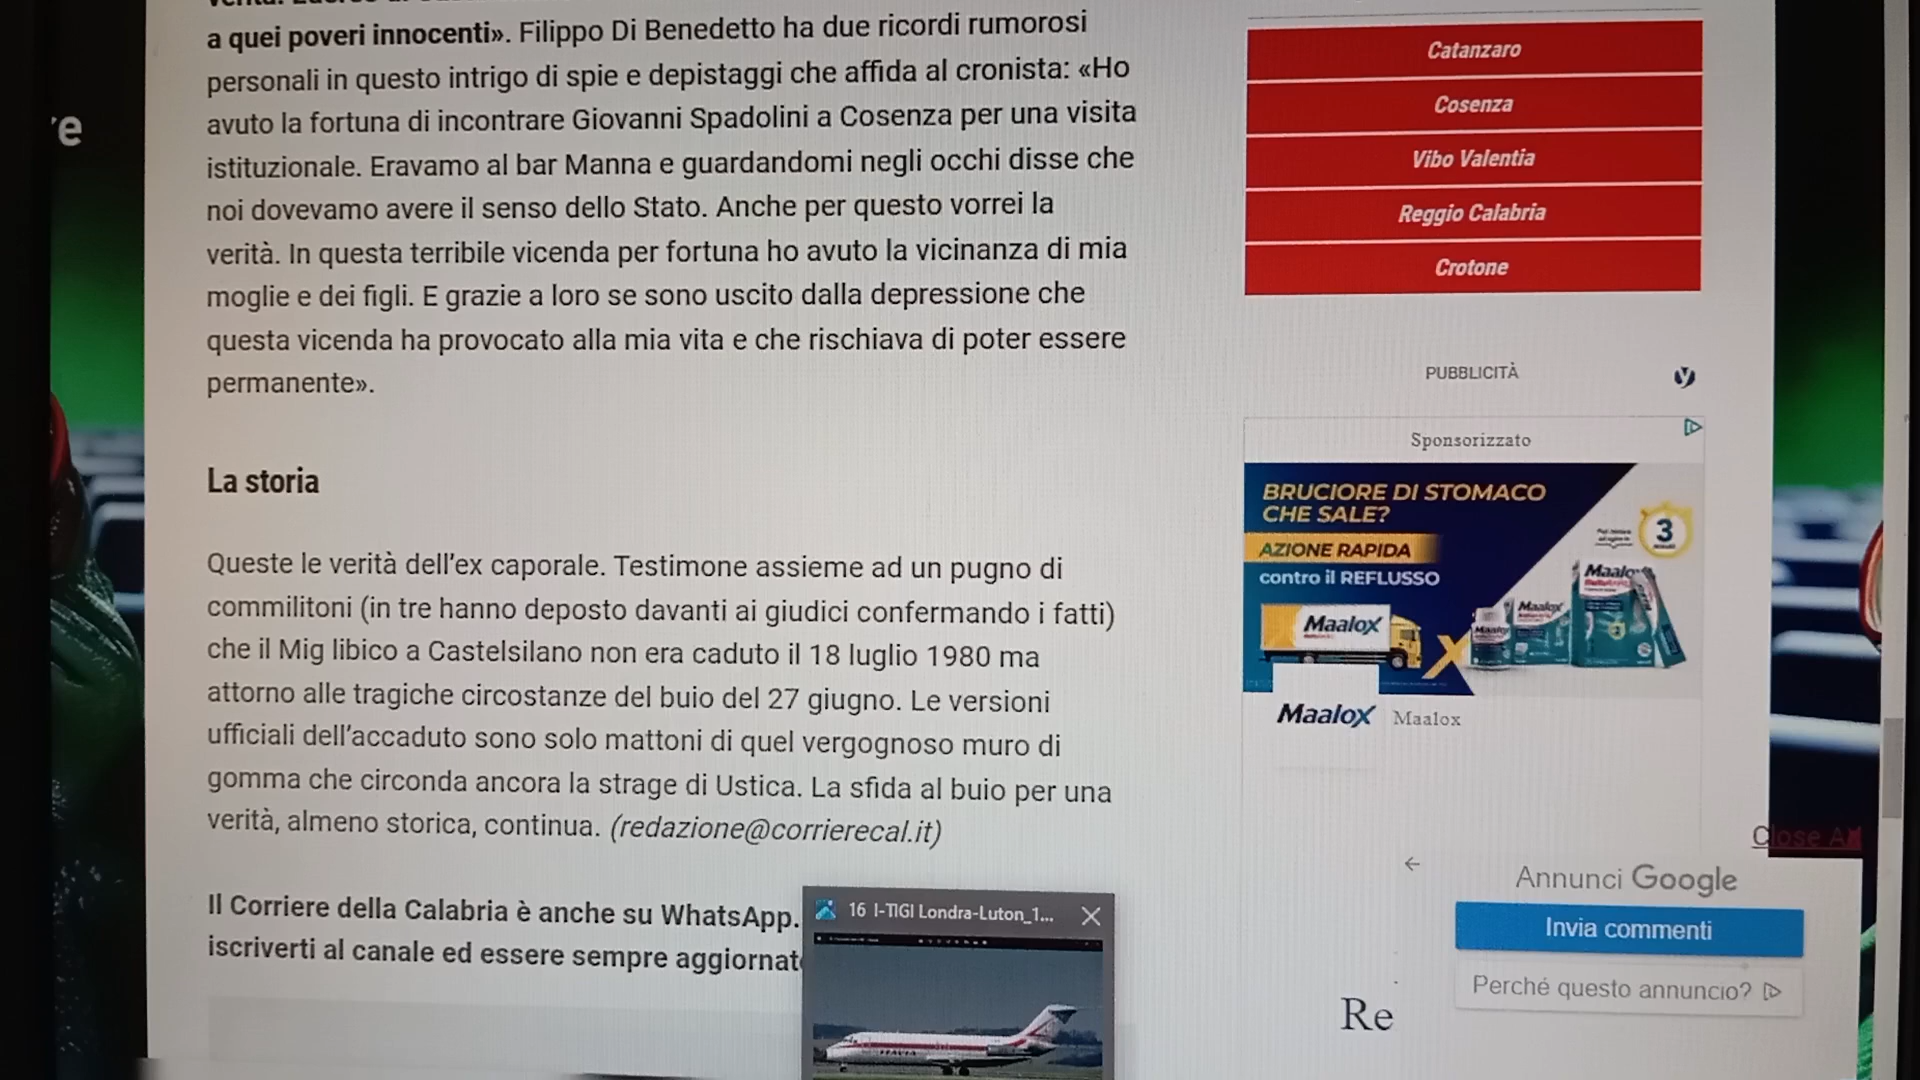 a quei poveri innocenti». Filippo Di Benedetto ha due ricordi rumorosi
personali in questo intrigo di spie e depistaggi che affida al cronista: «Ho
avuto la fortuna di incontrare Giovanni Spadolini a Cosenza per una visita
istituzionale. Eravamo al bar Manna e guardandomi negli occhi disse che
noi dovevamo avere il senso dello Stato. Anche per questo vorrei la
verità. In questa terribile vicenda per fortuna ho avuto la vicinanza di mia
moglie e dei figli. E grazie a loro se sono uscito dalla depressione che
questa vicenda ha provocato alla mia vita e che rischiava di poter essere
permanente».
La storia
Queste le verità dell'ex caporale. Testimone assieme ad un pugno di
commilitoni (in tre hanno deposto davanti ai giudici confermando i fatti)
che il Mig libico a Castelsilano non era caduto il 18 luglio 1980 ma
attorno alle tragiche circostanze del buio del 27 giugno. Le versioni
ufficiali dell'accaduto sono solo mattoni di quel vergognoso muro di
gomma che circonda ancora la strage di Ustica. La sfida al buio per una
verità, almeno storica, continua. (redazione@corrierecal.it)
Il Corriere della Calabria è anche su WhatsApp.
iscriverti al canale ed essere sempre aggiornat
16 I-TIGI Londra-Luton_1...
ITAVIA
Catanzaro
Cosenza
Vibo Valentia
Reggio Calabria
Crotone
PUBBLICITÀ
Sponsorizzato
BRUCIORE DI STOMACO
CHE SALE?
AZIONE RAPIDA
contro il REFLUSSO
3
Maalox
Maalox
Maalox
Maalox
Maalox Maalox
Close Ad
Annunci Google
Invia commenti
Perché questo annuncio?
Re